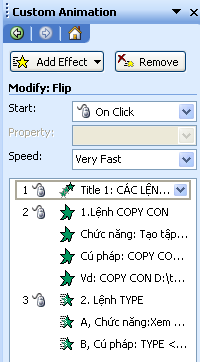 Custom Animation
Add Effect
Remove
Modify: Flip
Start: On Click
Property:
Speed: Very Fast
1 Title 1: CÁC LỆN...
2 1.Lệnh COPY CON
Chức năng: Tạo tập...
Cú pháp: COPY CO...
Vd: COPY CON D:\t...
3 2. Lệnh TYPE
A, Chức năng:Xem ...
B, Cú pháp: TYPE <...